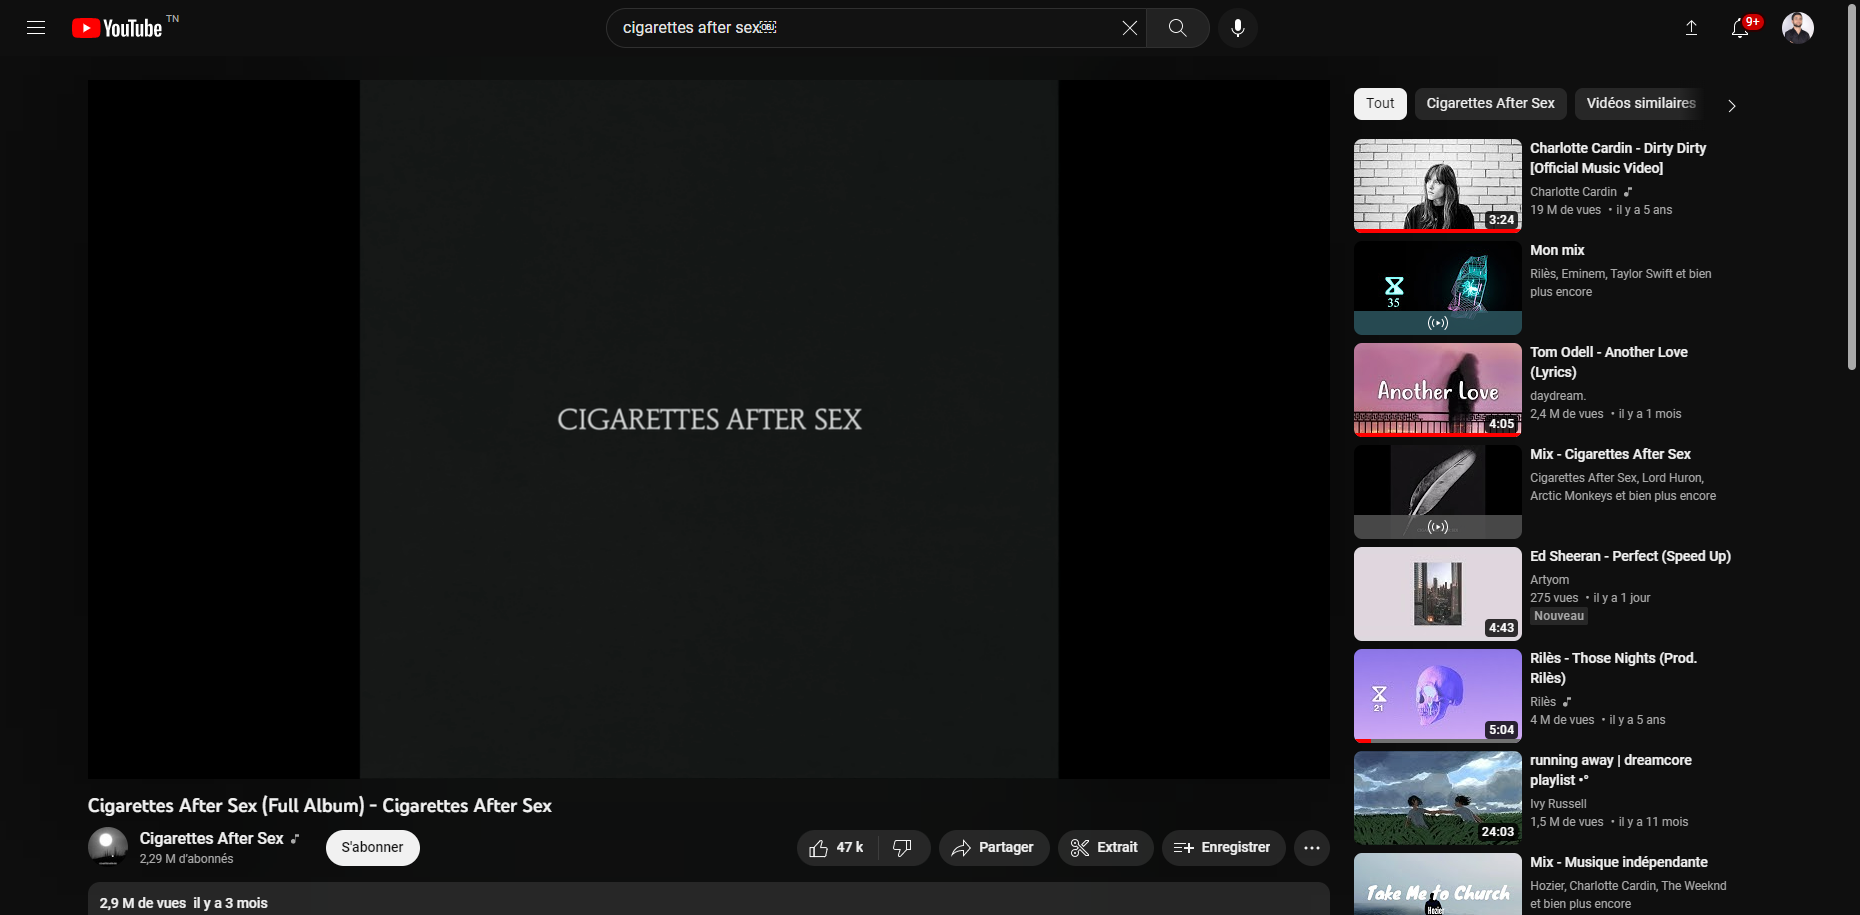 YouTube TN
cigarettes after sex￼
9+
CIGARETTES AFTER SEX
Cigarettes After Sex (Full Album) - Cigarettes After Sex
Cigarettes After Sex
2,29 M d'abonnés
S'abonner
47 k
Partager
Extrait
Enregistrer
2,9 M de vues il y a 3 mois
Tout
Cigarettes After Sex
Vidéos similaires
3:24
Charlotte Cardin - Dirty Dirty
[Official Music Video]
Charlotte Cardin
19 M de vues • il y a 5 ans
35
Mon mix
Rilès, Eminem, Taylor Swift et bien
plus encore
Another Love
4:05
Tom Odell - Another Love
(Lyrics)
daydream.
2,4 M de vues • il y a 1 mois
Mix - Cigarettes After Sex
Cigarettes After Sex, Lord Huron,
Arctic Monkeys et bien plus encore
4:43
Ed Sheeran - Perfect (Speed Up)
Artyom
275 vues • il y a 1 jour
Nouveau
21
5:04
Rilès - Those Nights (Prod.
Rilès)
Rilès
4 M de vues • il y a 5 ans
24:03
running away | dreamcore
playlist •°
Ivy Russell
1,5 M de vues • il y a 11 mois
Take Me to Church
Hozier
Mix - Musique indépendante
Hozier, Charlotte Cardin, The Weeknd
et bien plus encore